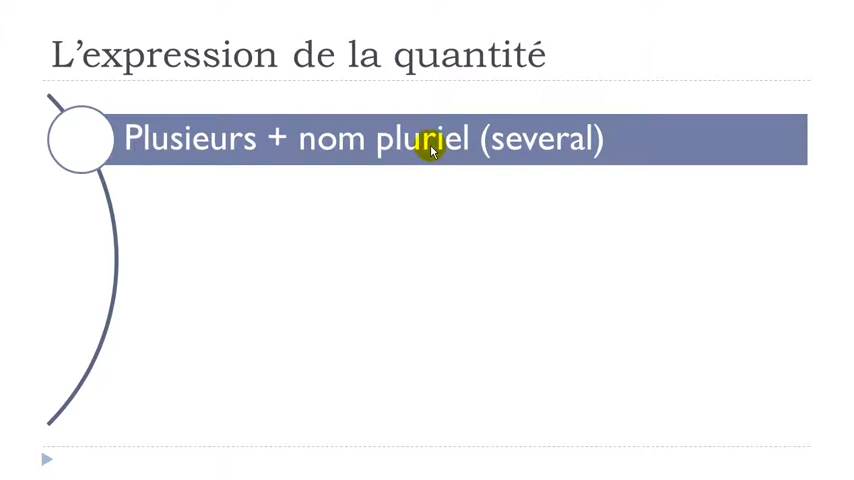 L’expression de la quantité
Plusieurs + nom pluriel (several)